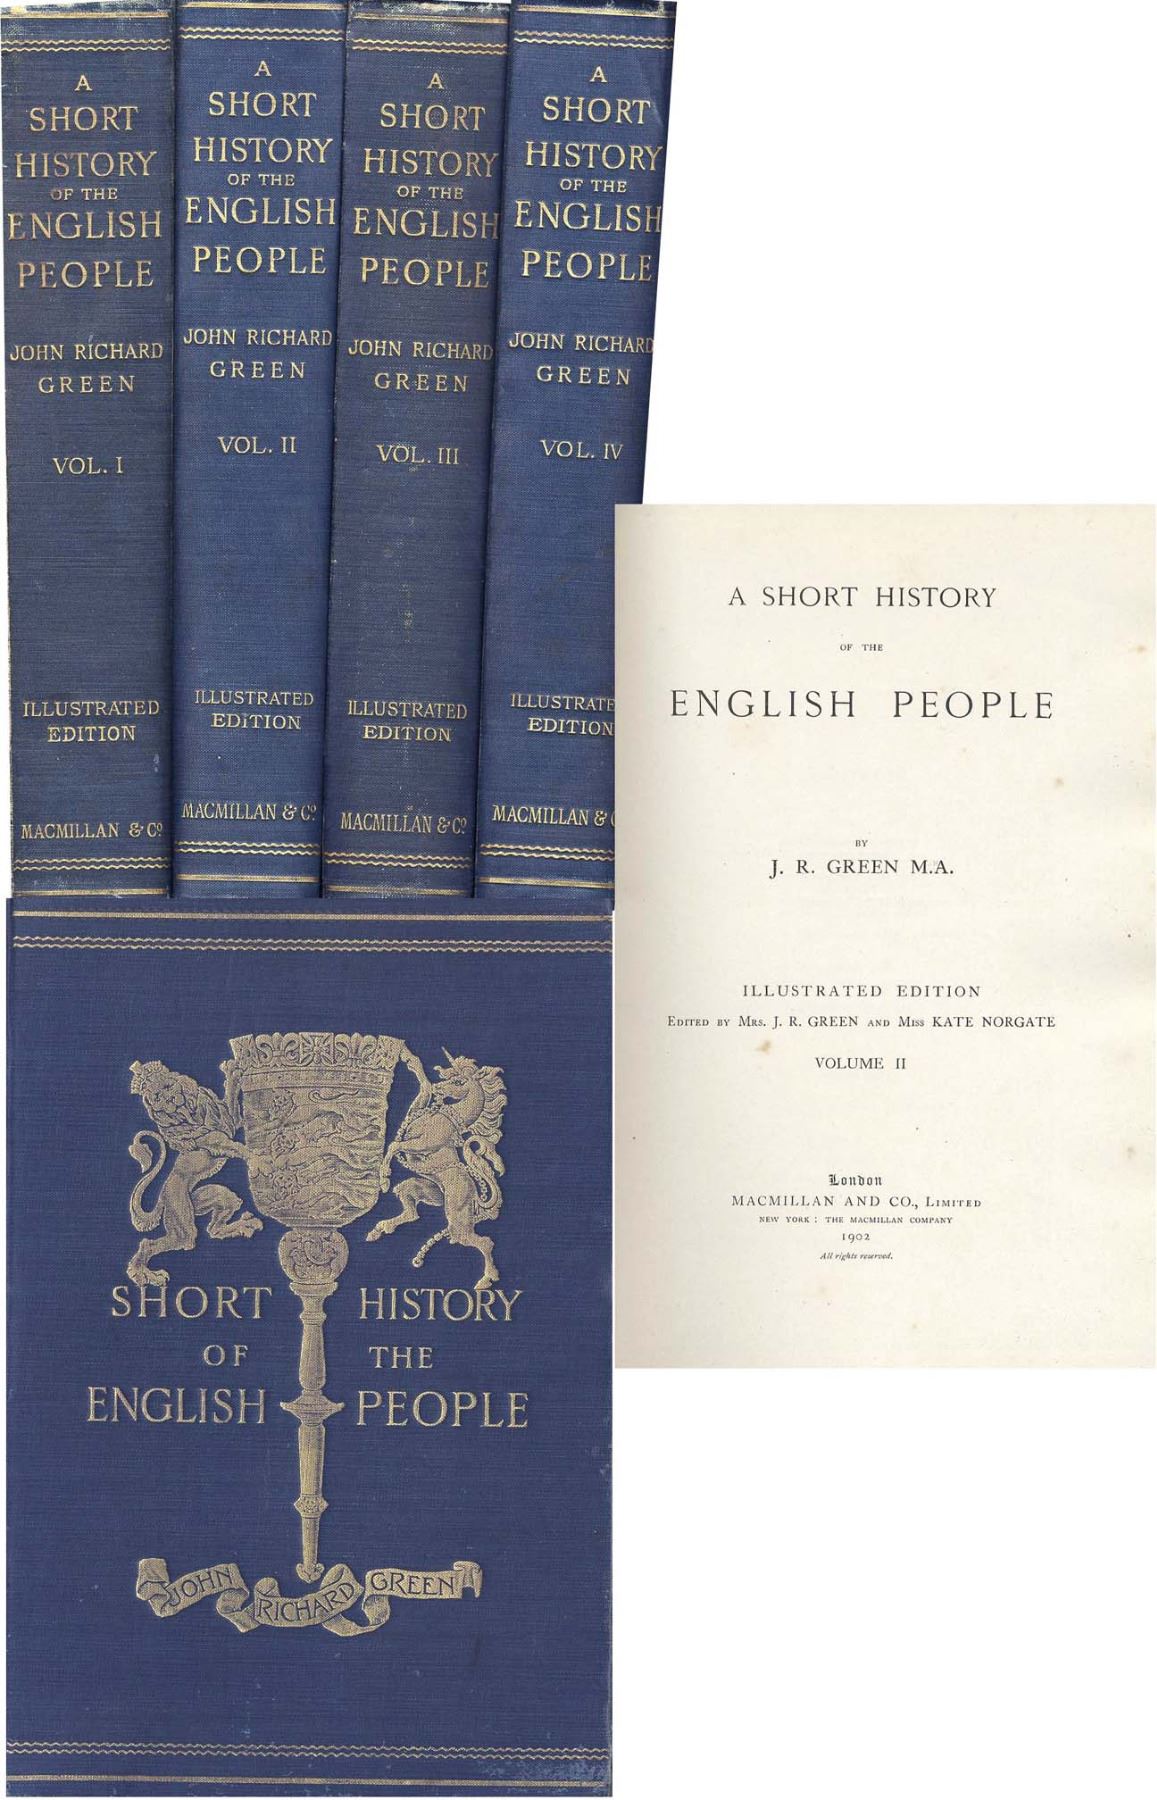 A
SHORT
HISTORY
OF THE
ENGLISH
PEOPLE
JOHN RICHARD
GREEN
VOL. I
ILLUSTRATED
EDITION
MACMILLAN & Cº
A
SHORT
HISTORY
OF THE
ENGLISH
PEOPLE
JOHN RICHARD
GREEN
VOL. II
ILLUSTRATED
EDITION
MACMILLAN & Cº
A
SHORT
HISTORY
OF THE
ENGLISH
PEOPLE
JOHN RICHARD
GREEN
VOL. III
ILLUSTRATED
EDITION
MACMILLAN & Cº
A
SHORT
HISTORY
OF THE
ENGLISH
PEOPLE
JOHN RICHARD
GREEN
VOL. IV
ILLUSTRATE
EDITION
MACMILLAN &
A SHORT HISTORY
OF THE
ENGLISH PEOPLE
BY
J. R. GREEN M.A.
ILLUSTRATED EDITION
EDITED BY MRS. J. R. GREEN AND MISS KATE NORGATE
VOLUME II
London
MACMILLAN AND CO., LIMITED
NEW YORK : THE MACMILLAN COMPANY
1902
All rights reserved.
SHORT HISTORY
OF THE
ENGLISH PEOPLE
JOHN RICHARD GREEN